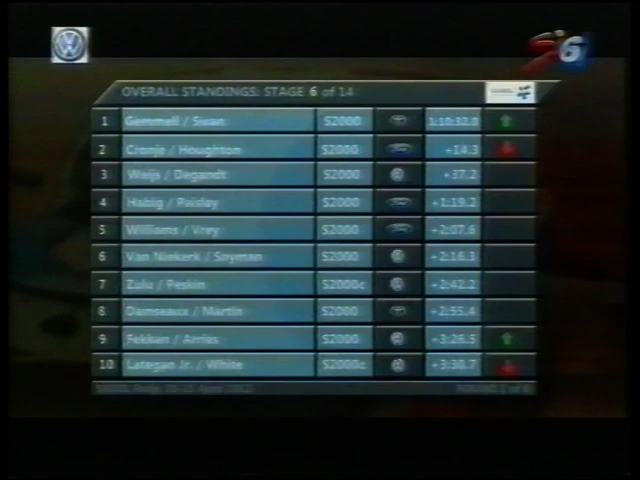 OVERALL STANDINGS: STAGE 6 of 14
1 Gemmell / Swan S2000 1:10:32.0
2 Cronje / Houghton S2000 +14.3
3 Weijs / Degandt S2000 +37.2
4 Habig / Paisley S2000 +1:19.2
5 Williams / Vrey S2000 +2:07.6
6 Van Niekerk / Snyman S2000 +2:16.3
7 Zulu / Peskin S2000c +2:42.2
8 Damseaux / Martin S2000 +2:55.4
9 Fekken / Arries S2000 +3:26.5
10 Lategan Jr. / White S2000c +3:30.7